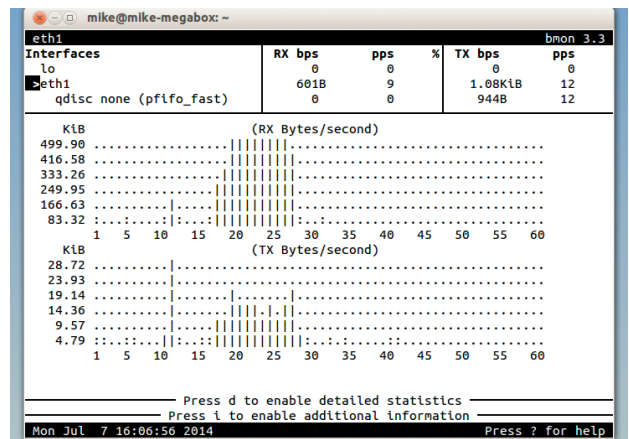 mike@mike-megabox: ~
eth1 bmon 3.3
Interfaces RX bps pps % TX bps pps
lo 0 0 0 0
>eth1 601B 9 1.08KiB 12
qdisc none (pfifo_fast) 0 0 944B 12
KiB (RX Bytes/second)
499.90 ..................||||||||..................................
416.58 ..................|||||||||.................................
333.26 .................||||||||||.................................
249.95 ................|||||||||||.................................
166.63 ..........|.....|||||||||||.................................
83.32 :...:....:|:...:|||||||||||:..:.............................
1 5 10 15 20 25 30 35 40 45 50 55 60
KiB (TX Bytes/second)
28.72 ..........|.................................................
23.93 ..........|.................................................
19.14 ..........|.......|.......|.................................
14.36 ..........|.......||||.|.||.................................
9.57 ..........|.....|||||||||||.................................
4.79 ::..::...||:..::||||||||||||:..:.:.....::...................
1 5 10 15 20 25 30 35 40 45 50 55 60
Press d to enable detailed statistics
Press i to enable additional information
Mon Jul 7 16:06:56 2014 Press ? for help